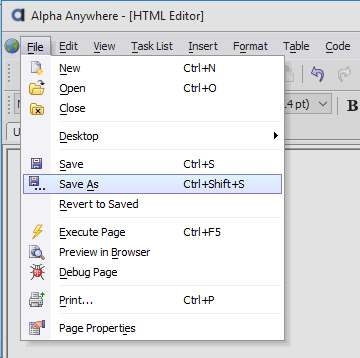 Alpha Anywhere - [HTML Editor]
File Edit View Task List Insert Format Table Code
New Ctrl+N
Open Ctrl+O
Close
4 pt) B
Desktop
U
Save Ctrl+S
Save As Ctrl+Shift+S
Revert to Saved
Execute Page Ctrl+F5
Preview in Browser
Debug Page
Print... Ctrl+P
Page Properties